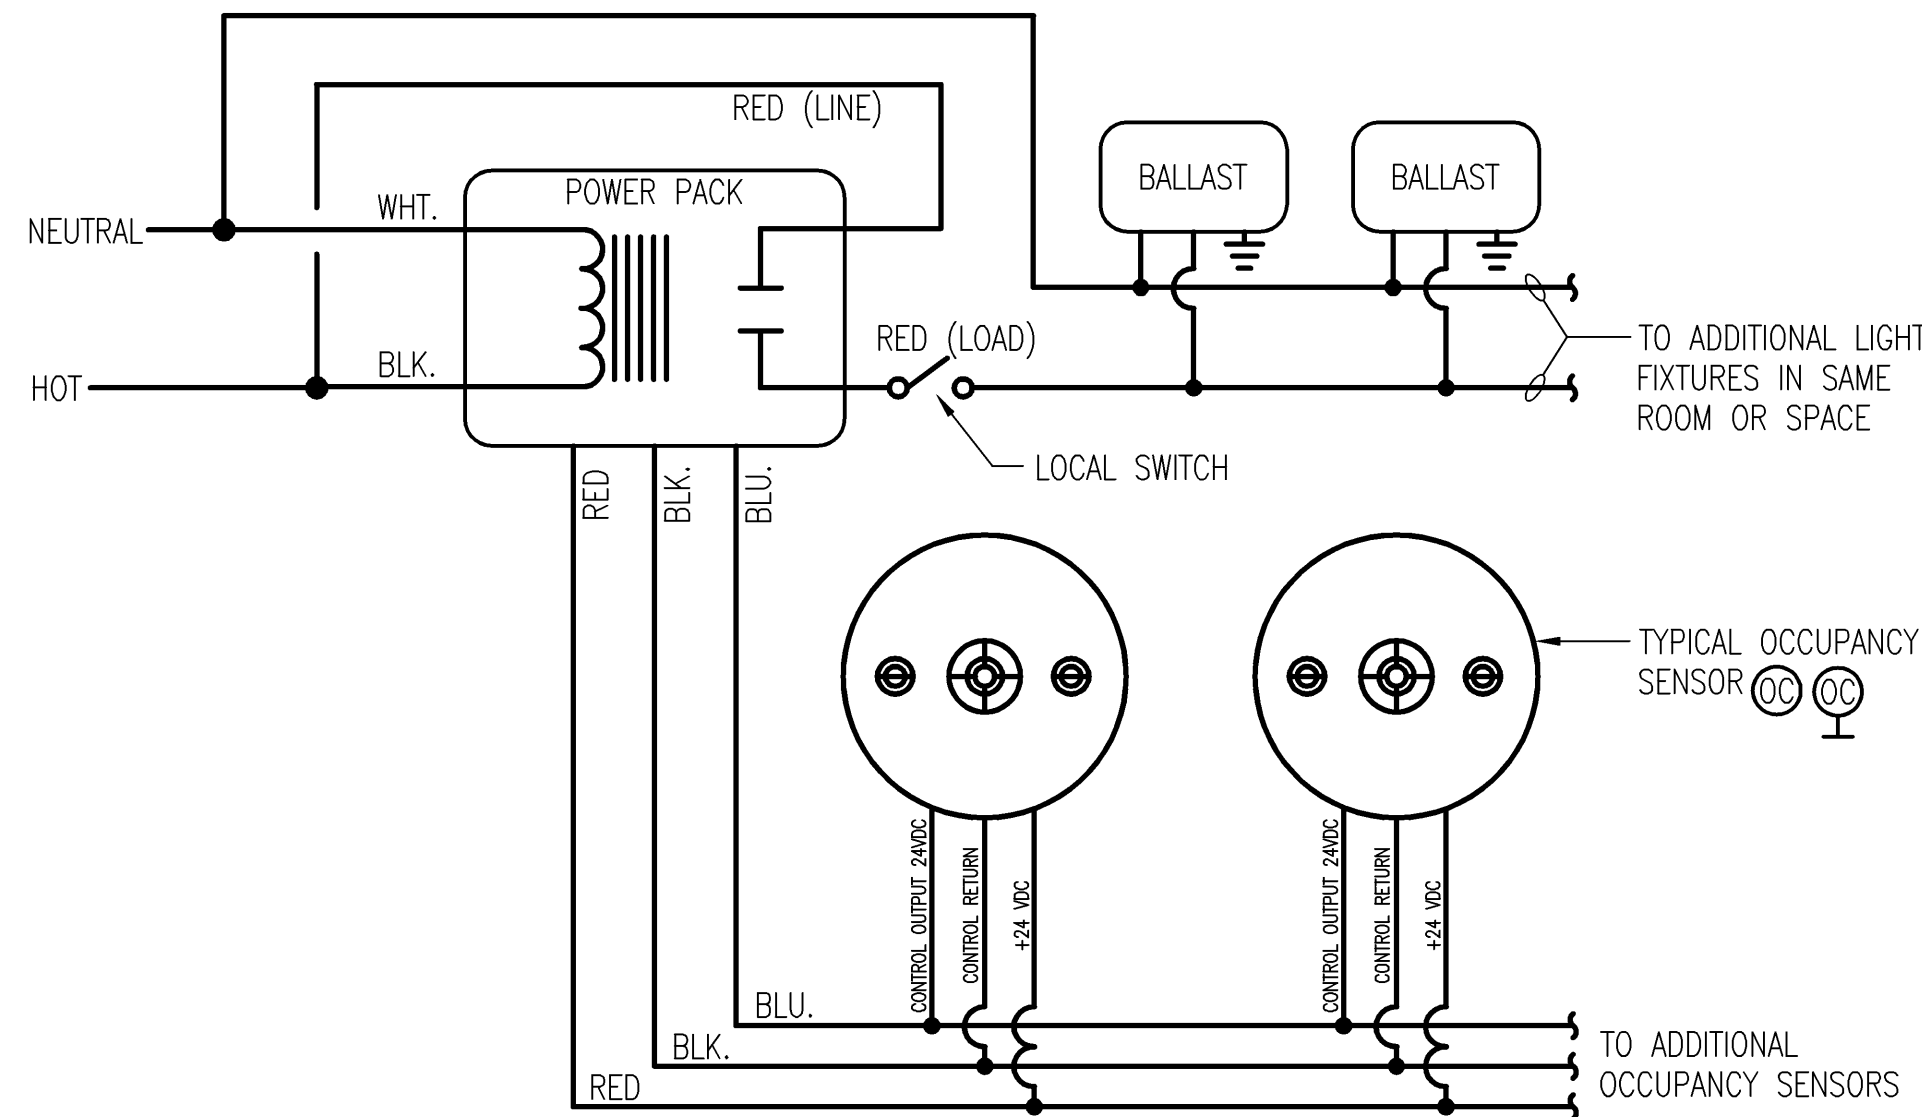 RED (LINE)
POWER PACK
BALLAST
BALLAST
WHT.
NEUTRAL
BLK.
HOT
RED (LOAD)
TO ADDITIONAL LIGHT
FIXTURES IN SAME
ROOM OR SPACE
LOCAL SWITCH
RED
BLK.
BLU.
TYPICAL OCCUPANCY
SENSOR OC OC
CONTROL OUTPUT 24VDC
CONTROL RETURN
+24 VDC
CONTROL OUTPUT 24VDC
CONTROL RETURN
+24 VDC
BLU.
BLK.
RED
TO ADDITIONAL
OCCUPANCY SENSORS